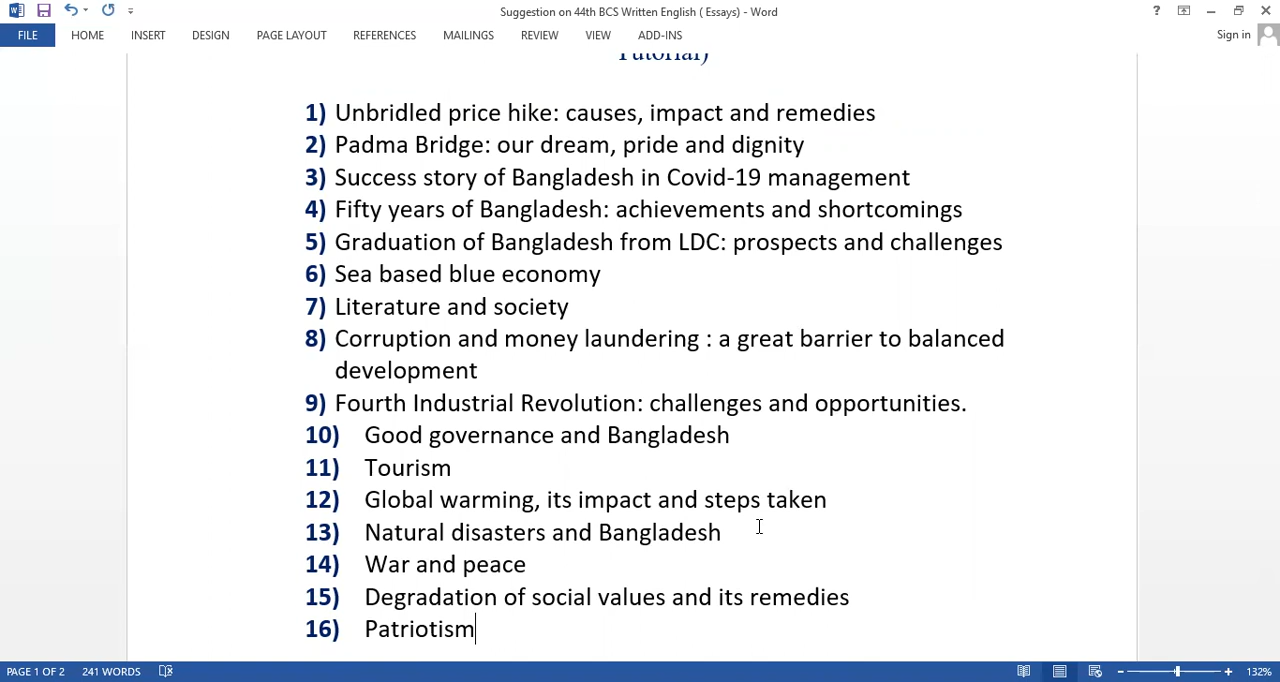 Suggestion on 44th BCS Written English ( Essays) - Word
FILE HOME INSERT DESIGN PAGE LAYOUT REFERENCES MAILINGS REVIEW VIEW ADD-INS Sign in
Tutorial)
1) Unbridled price hike: causes, impact and remedies
2) Padma Bridge: our dream, pride and dignity
3) Success story of Bangladesh in Covid-19 management
4) Fifty years of Bangladesh: achievements and shortcomings
5) Graduation of Bangladesh from LDC: prospects and challenges
6) Sea based blue economy
7) Literature and society
8) Corruption and money laundering : a great barrier to balanced
development
9) Fourth Industrial Revolution: challenges and opportunities.
10) Good governance and Bangladesh
11) Tourism
12) Global warming, its impact and steps taken
13) Natural disasters and Bangladesh
14) War and peace
15) Degradation of social values and its remedies
16) Patriotism
PAGE 1 OF 2 241 WORDS 132%